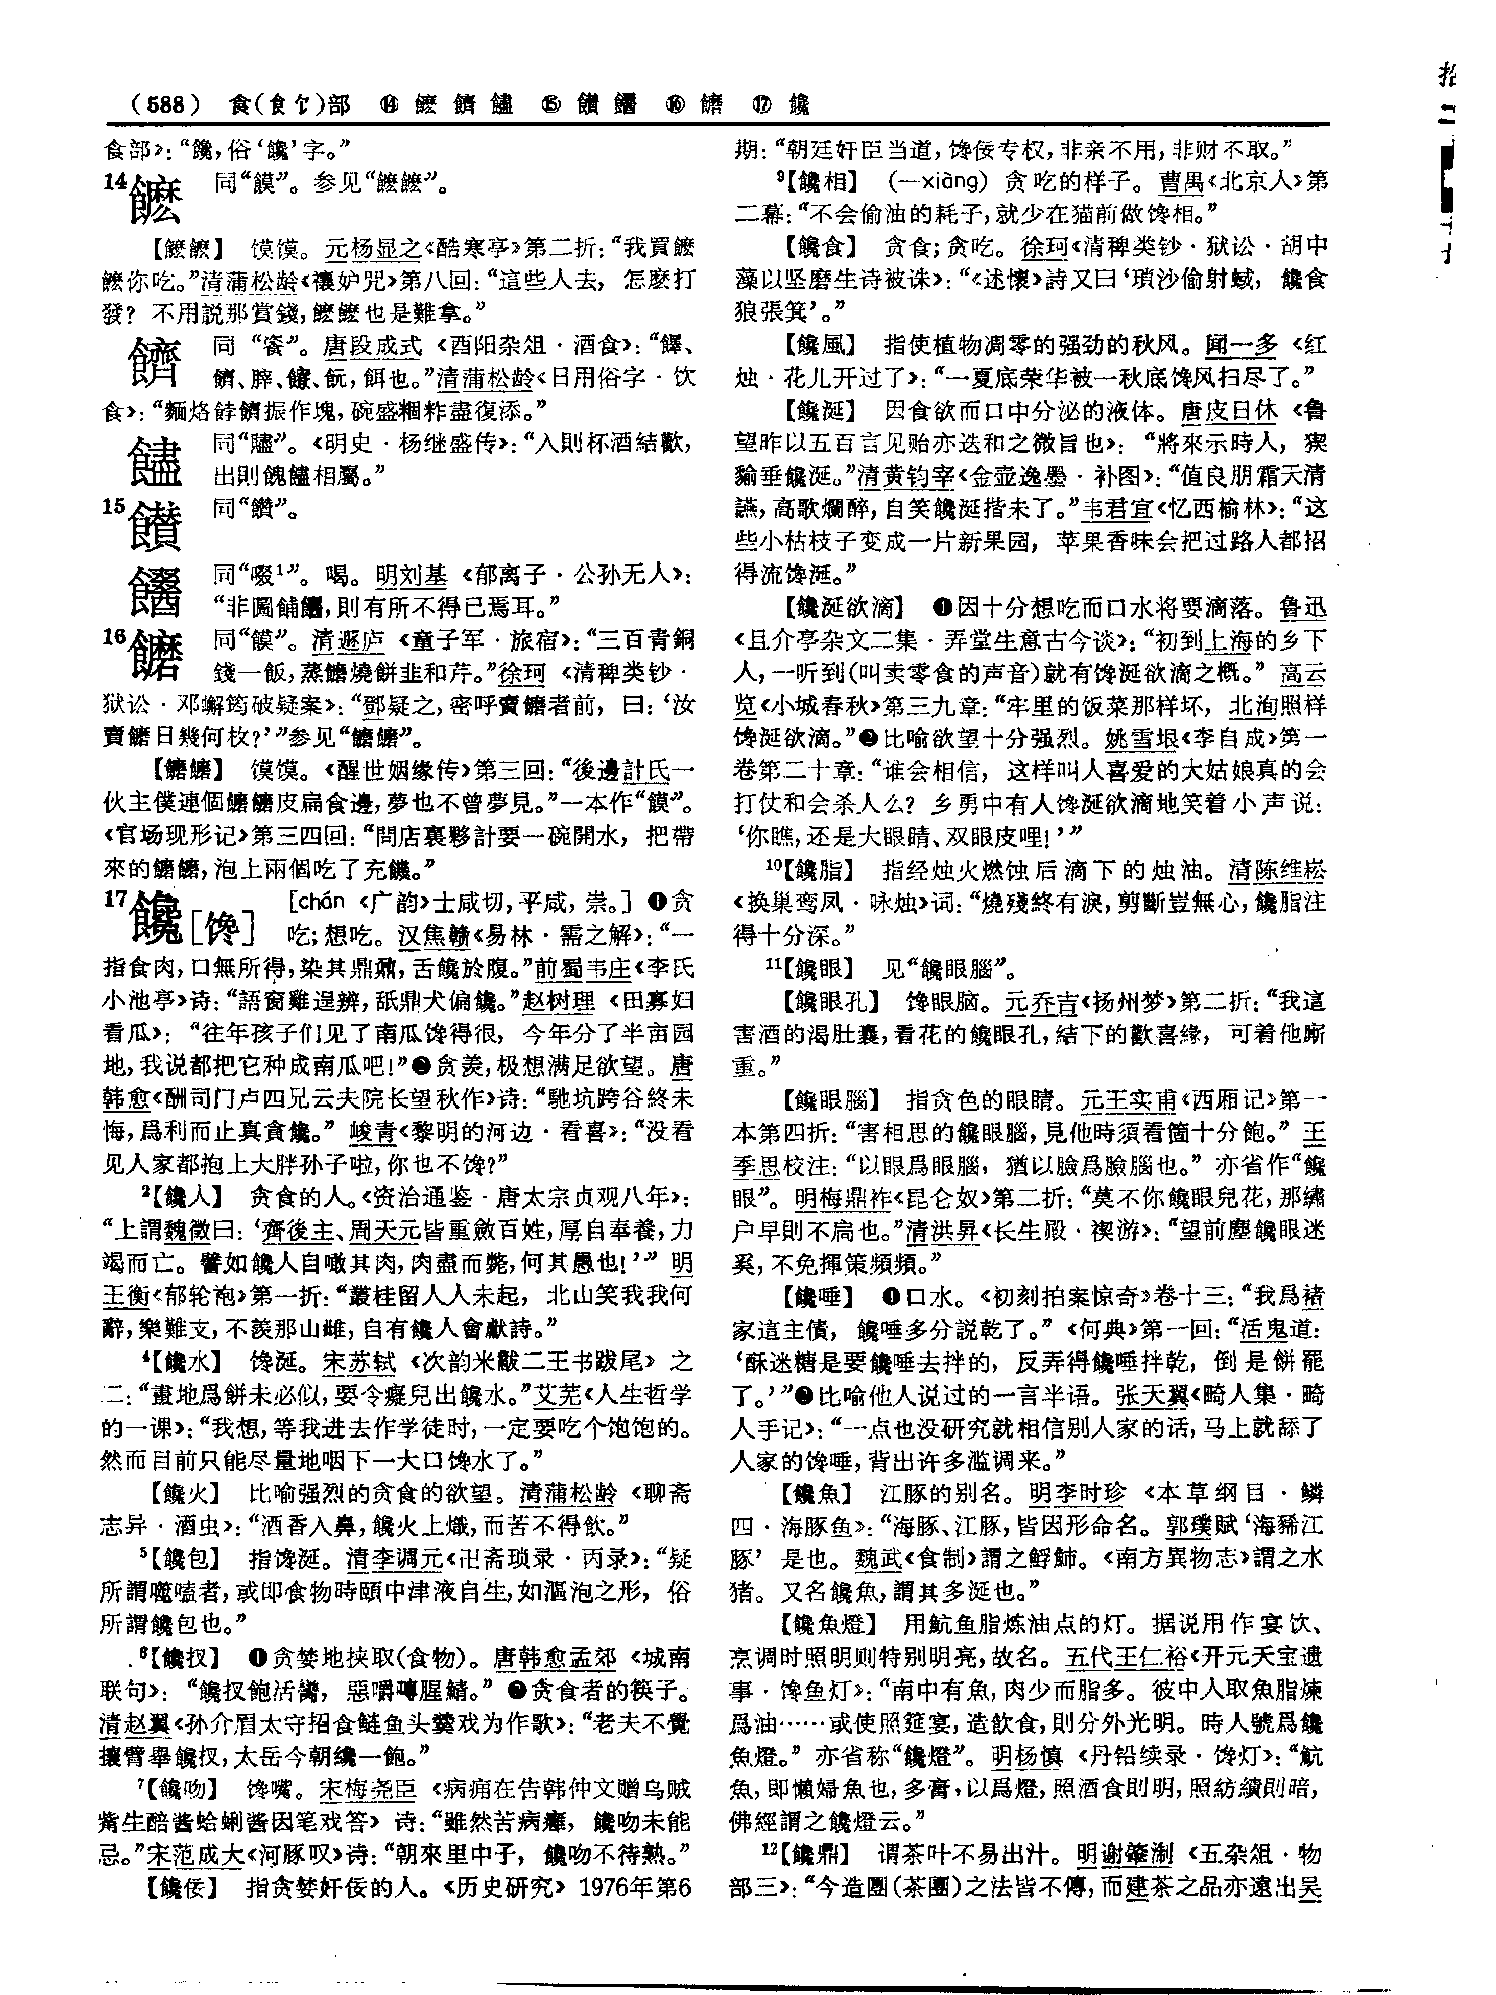 (588) 食(飠饣)部 ⑭ 䭩 䭣 䭨 ⑮ 饡 ⑯ 䭧 ⑰ 饞
食部》：“饞，俗‘饞’字。”
14 同“饃”。参见“䭩䭩”。
【䭩䭩】 馍馍。元杨显之《酷寒亭》第二折：“我買䭩
䭩你吃。”清蒲松龄《禳妒咒》第八回：“這些人去，怎麽打
發？不用説那賞錢，䭩䭩也是難拿。”
同“餈”。唐段成式《酉阳杂俎·酒食》：“
也。”清蒲松龄《日用俗字·饮
食》：“麵烙餑䭣振作塊，碗盛粔粼盡復添。”
同“㿖”。《明史·杨继盛传》：“入則杯酒結歡，
出則餽相屬。”
15 同“饡”。
同“啜¹”。喝。明刘基《郁离子·公孙无人》：
“非圖餔，則有所不得已焉耳。”
16 同“饃”。清遯庐《童子军·旅宿》：“三百青銅
錢一飯，蒸䭧燒餅韭和芹。”徐珂《清稗类钞·
狱讼·邓嶰筠破疑案》：“鄧疑之，密呼賣䭧者前，曰：‘汝
賣䭧日幾何枚？’”参见“䭧䭧”。
【䭧䭧】 馍馍。《醒世姻缘传》第三回：“後邊計氏一
伙主僕連個䭧䭧皮扁食邊，夢也不曾夢見。”一本作“饃”。
《官场现形记》第三四回：“問店裏夥計要一碗開水，把帶
來的䭧䭧，泡上兩個吃了充饑。”
17 饞[馋] [chán 《广韵》士咸切，平咸，崇。] ❶贪
吃；想吃。汉焦赣《易林·需之解》：“一
指食肉，口無所得，染其鼎鼐，舌饞於腹。”前蜀韦庄《李氏
小池亭》诗：“語窗雞逞辨，舐鼎犬偏饞。”赵树理《田寡妇
看瓜》：“往年孩子们见了南瓜馋得很，今年分了半亩园
地，我说都把它种成南瓜吧！”❷贪羡，极想满足欲望。唐
韩愈《酬司门卢四兄云夫院长望秋作》诗：“馳坑跨谷終未
悔，爲利而止真貪饞。”峻青《黎明的河边·看喜》：“没看
见人家都抱上大胖孙子啦，你也不馋？”
²【饞人】 贪食的人。《资治通鉴·唐太宗贞观八年》：
“上謂魏徵曰：‘齊後主、周天元皆重斂百姓，厚自奉養，力
竭而亡。譬如饞人自噉其肉，肉盡而斃，何其愚也！’”明
王衡《郁轮袍》第一折：“叢桂留人人未起，北山笑我我何
辭，樂難支，不羨那山雌，自有饞人會獻詩。”
⁴【饞水】 馋涎。宋苏轼《次韵米黻二王书跋尾》之
二：“畫地爲餅未必似，要令癡兒出饞水。”艾芜《人生哲学
的一课》：“我想，等我进去作学徒时，一定要吃个饱饱的。
然而目前只能尽量地咽下一大口馋水了。”
【饞火】 比喻强烈的贪食的欲望。清蒲松龄《聊斋
志异·酒虫》：“酒香入鼻，饞火上熾，而苦不得飲。”
⁵【饞包】 指馋涎。清李调元《卍斋琐录·丙录》：“疑
所謂噬嗑者，或即食物時頤中津液自生，如漚泡之形，俗
所謂饞包也。”
⁶【饞扠】 ❶贪婪地挟取(食物)。唐韩愈孟郊《城南
联句》：“饞扠飽活臠，惡嚼嚩腥鯖。”❷贪食者的筷子。
清赵翼《孙介眉太守招食鲢鱼头羹戏为作歌》：“老夫不覺
攘臂舉饞扠，太岳今朝纔一飽。”
⁷【饞吻】 馋嘴。宋梅尧臣《病痈在告韩仲文赠乌贼
觜生醅酱蛤蜊酱因笔戏答》诗：“雖然苦病癰，饞吻未能
忌。”宋范成大《河豚叹》诗：“朝來里中子，饞吻不待熟。”
【饞佞】 指贪婪奸佞的人。《历史研究》1976年第6
期：“朝廷奸臣当道，馋佞专权，非亲不用，非财不取。”
⁹【饞相】 (—xiàng) 贪吃的样子。曹禺《北京人》第
二幕：“不会偷油的耗子，就少在猫前做馋相。”
【饞食】 贪食；贪吃。徐珂《清稗类钞·狱讼·胡中
藻以坚磨生诗被诛》：“《述懷》詩又曰‘瑣沙偷射蜮，饞食
狼張箕’。”
【饞風】 指使植物凋零的强劲的秋风。闻一多《红
烛·花儿开过了》：“一夏底荣华被一秋底馋风扫尽了。”
【饞涎】 因食欲而口中分泌的液体。唐皮日休《鲁
望昨以五百言见贻亦迭和之微旨也》：“將來示時人，猰
貐垂饞涎。”清黄钧宰《金壶逸墨·补图》：“值良朋霜天清
讌，高歌爛醉，自笑饞涎揩未了。”韦君宜《忆西榆林》：“这
些小枯枝子变成一片新果园，苹果香味会把过路人都招
得流馋涎。”
【饞涎欲滴】 ❶因十分想吃而口水将要滴落。鲁迅
《且介亭杂文二集·弄堂生意古今谈》：“初到上海的乡下
人，一听到(叫卖零食的声音)就有馋涎欲滴之概。”高云
览《小城春秋》第三九章：“牢里的饭菜那样坏，北洵照样
馋涎欲滴。”❷比喻欲望十分强烈。姚雪垠《李自成》第一
卷第二十章：“谁会相信，这样叫人喜爱的大姑娘真的会
打仗和会杀人么？乡勇中有人馋涎欲滴地笑着小声说：
‘你瞧，还是大眼睛、双眼皮哩！’”
¹⁰【饞脂】 指经烛火燃蚀后滴下的烛油。清陈维崧
《换巢鸾凤·咏烛》词：“燒殘終有淚，剪斷豈無心，饞脂注
得十分深。”
¹¹【饞眼】 见“饞眼腦”。
【饞眼孔】 馋眼脑。元乔吉《扬州梦》第二折：“我這
害酒的渴肚囊，看花的饞眼孔，結下的歡喜緣，可着他廝
重。”
【饞眼腦】 指贪色的眼睛。元王实甫《西厢记》第一
本第四折：“害相思的饞眼腦，見他時須看箇十分飽。”王
季思校注：“以眼爲眼腦，猶以臉爲臉腦也。”亦省作“饞
眼”。明梅鼎祚《昆仑奴》第二折：“莫不你饞眼兒花，那繡
户早則不扃也。”清洪昇《长生殿·禊游》：“望前塵饞眼迷
奚，不免揮策頻頻。”
【饞唾】 ❶口水。《初刻拍案惊奇》卷十三：“我爲褚
家這主債，饞唾多分説乾了。”《何典》第一回：“活鬼道：
‘酥迷糖是要饞唾去拌的，反弄得饞唾拌乾，倒是餅罷
了。’”❷比喻他人说过的一言半语。张天翼《畸人集·畸
人手记》：“一点也没研究就相信别人家的话，马上就舔了
人家的馋唾，背出许多滥调来。”
【饞魚】 江豚的别名。明李时珍《本草纲目·鳞
四·海豚鱼》：“海豚、江豚，皆因形命名。郭璞賦‘海豨江
豚’是也。魏武《食制》謂之䱐䰽。《南方異物志》謂之水
猪。又名饞魚，謂其多涎也。”
【饞魚燈】 用䱍鱼脂炼油点的灯。据说用作宴饮、
烹调时照明则特别明亮，故名。五代王仁裕《开元天宝遗
事·馋鱼灯》：“南中有魚，肉少而脂多。彼中人取魚脂煉
爲油……或使照筵宴，造飲食，則分外光明。時人號爲饞
魚燈。”亦省称“饞燈”。明杨慎《丹铅续录·馋灯》：“䱍
魚，即懶婦魚也，多膏，以爲燈，照酒食則明，照紡績則暗，
佛經謂之饞燈云。”
¹²【饞鼎】 谓茶叶不易出汁。明谢肇淛《五杂俎·物
部三》：“今造團(茶團)之法皆不傳，而建茶之品亦遠出吴